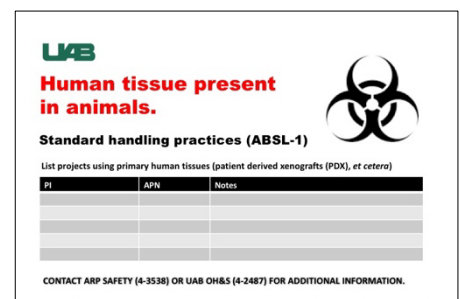 UAB
Human tissue present
in animals.
Standard handling practices (ABSL-1)
List projects using primary human tissues (patient derived xenografts (PDX), et cetera)
PI APN Notes
CONTACT ARP SAFETY (4-3538) OR UAB OH&S (4-2487) FOR ADDITIONAL INFORMATION.